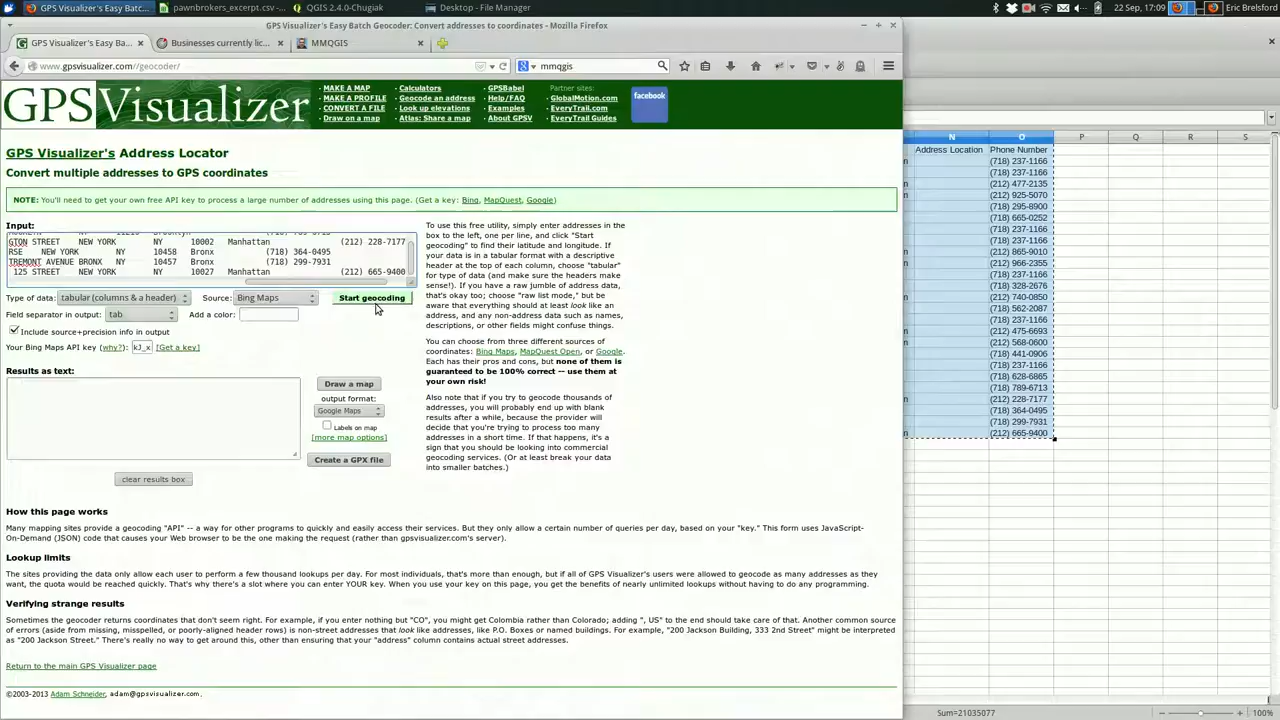 GPS Visualizer's Easy Ba...
pawnbrokers_excerpt.csv -...
QGIS 2.4.0-Chugiak
Desktop - File Manager
22 Sep, 17:09
Eric Brelsford
GPS Visualizer's Easy Batch Geocoder: Convert addresses to coordinates - Mozilla Firefox
GPS Visualizer's Easy Ba...
Businesses currently lic...
MMQGIS
www.gpsvisualizer.com//geocoder/
mmqgis
GPSVisualizer
· MAKE A MAP
· MAKE A PROFILE
· CONVERT A FILE
· Draw on a map
· Calculators
· Geocode an address
· Look up elevations
· Atlas: Share a map
· GPSBabel
· Help/FAQ
· Examples
· About GPSV
Partner sites:
· GlobalMotion.com
· EveryTrail.com
· EveryTrail Guides
facebook
GPS Visualizer's Address Locator
Convert multiple addresses to GPS coordinates
NOTE: You'll need to get your own free API key to process a large number of addresses using this page. (Get a key: Bing, MapQuest, Google)
Input:
GTON STREET NEW YORK NY 10002 Manhattan (212) 228-7177
RSE NEW YORK NY 10458 Bronx (718) 364-0495
TREMONT AVENUE BRONX NY 10457 Bronx (718) 299-7931
125 STREET NEW YORK NY 10027 Manhattan (212) 665-9400
Type of data: tabular (columns & a header) Source: Bing Maps Start geocoding
Field separator in output: tab Add a color:
Include source+precision info in output
Your Bing Maps API key (why?): kJ_x [Get a key]
Results as text:
Draw a map
output format:
Google Maps
Labels on map
[more map options]
Create a GPX file
clear results box
To use this free utility, simply enter addresses in the
box to the left, one per line, and click "Start
geocoding" to find their latitude and longitude. If
your data is in a tabular format with a descriptive
header at the top of each column, choose "tabular"
for type of data (and make sure the headers make
sense!). If you have a raw jumble of address data,
that's okay too; choose "raw list mode," but be
aware that everything should at least look like an
address, and any non-address data such as names,
descriptions, or other fields might confuse things.
You can choose from three different sources of
coordinates: Bing Maps, MapQuest Open, or Google.
Each has their pros and cons, but none of them is
guaranteed to be 100% correct -- use them at
your own risk!
Also note that if you try to geocode thousands of
addresses, you will probably end up with blank
results after a while, because the provider will
decide that you're trying to process too many
addresses in a short time. If that happens, it's a
sign that you should be looking into commercial
geocoding services. (Or at least break your data
into smaller batches.)
How this page works
Many mapping sites provide a geocoding "API" -- a way for other programs to quickly and easily access their services. But they only allow a certain number of queries per day, based on your "key." This form uses JavaScript-
On-Demand (JSON) code that causes your Web browser to be the one making the request (rather than gpsvisualizer.com's server).
Lookup limits
The sites providing the data only allow each user to perform a few thousand lookups per day. For most individuals, that's more than enough, but if all of GPS Visualizer's users were allowed to geocode as many addresses as they
want, the quota would be reached quickly. That's why there's a slot where you can enter YOUR key. When you use your key on this page, you get the benefits of nearly unlimited lookups without having to do any programming.
Verifying strange results
Sometimes the geocoder returns coordinates that don't seem right. For example, if you enter nothing but "CO", you might get Colombia rather than Colorado; adding ", US" to the end should take care of that. Another common source
of errors (aside from missing, misspelled, or poorly-aligned header rows) is non-street addresses that look like addresses, like P.O. Boxes or named buildings. For example, "200 Jackson Building, 333 2nd Street" might be interpreted
as "200 Jackson Street." There's really no way to get around this, other than ensuring that your "address" column contains actual street addresses.
Return to the main GPS Visualizer page
©2003-2013 Adam Schneider, adam@gpsvisualizer.com.
N O P Q R S
Address Location Phone Number
(718) 237-1166
(718) 237-1166
(212) 477-2135
(212) 925-5070
(718) 295-8900
(718) 665-0252
(718) 237-1166
(718) 237-1166
(212) 865-9010
(212) 966-2355
(718) 237-1166
(718) 328-2676
(212) 740-0850
(718) 562-2087
(718) 237-1166
(212) 475-6693
(212) 568-0600
(718) 441-0906
(718) 237-1166
(718) 628-6865
(718) 789-6713
(212) 228-7177
(718) 364-0495
(718) 299-7931
(212) 665-9400
Sum=21035077
100%